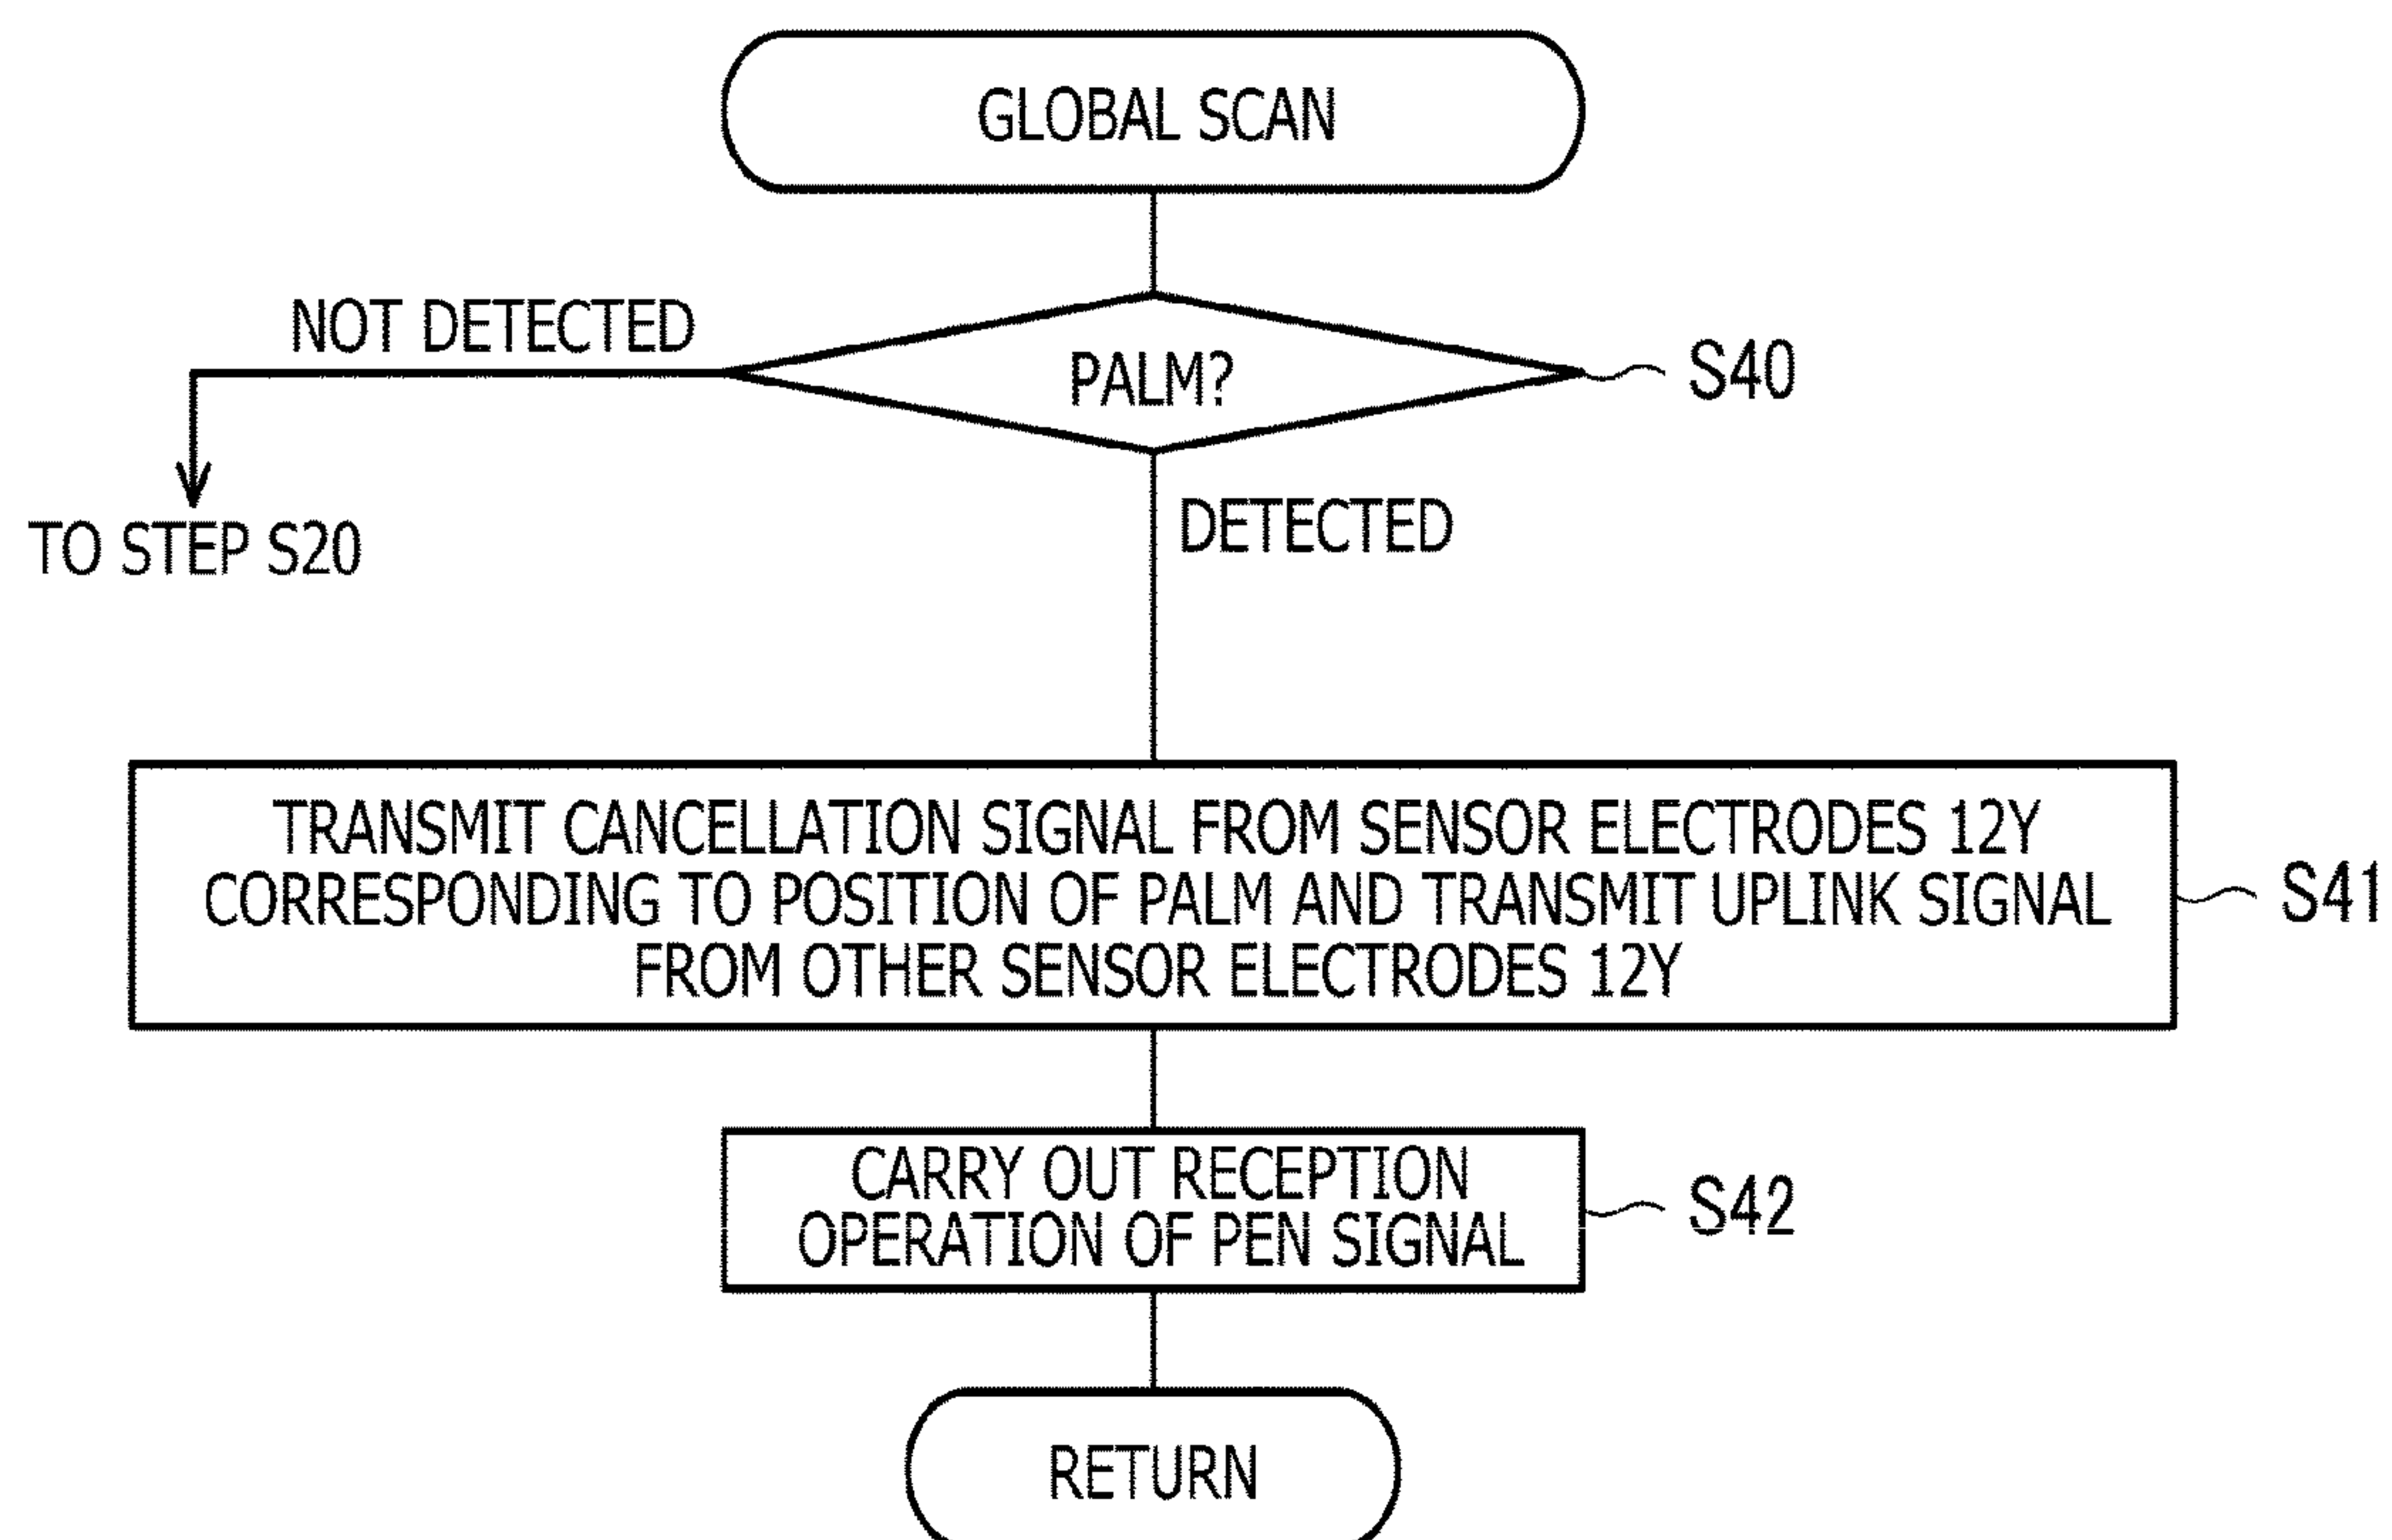 GLOBAL SCAN
NOT DETECTED
PALM?
S40
TO STEP S20
DETECTED
TRANSMIT CANCELLATION SIGNAL FROM SENSOR ELECTRODES 12Y
CORRESPONDING TO POSITION OF PALM AND TRANSMIT UPLINK SIGNAL
FROM OTHER SENSOR ELECTRODES 12Y
S41
CARRY OUT RECEPTION
OPERATION OF PEN SIGNAL
S42
RETURN